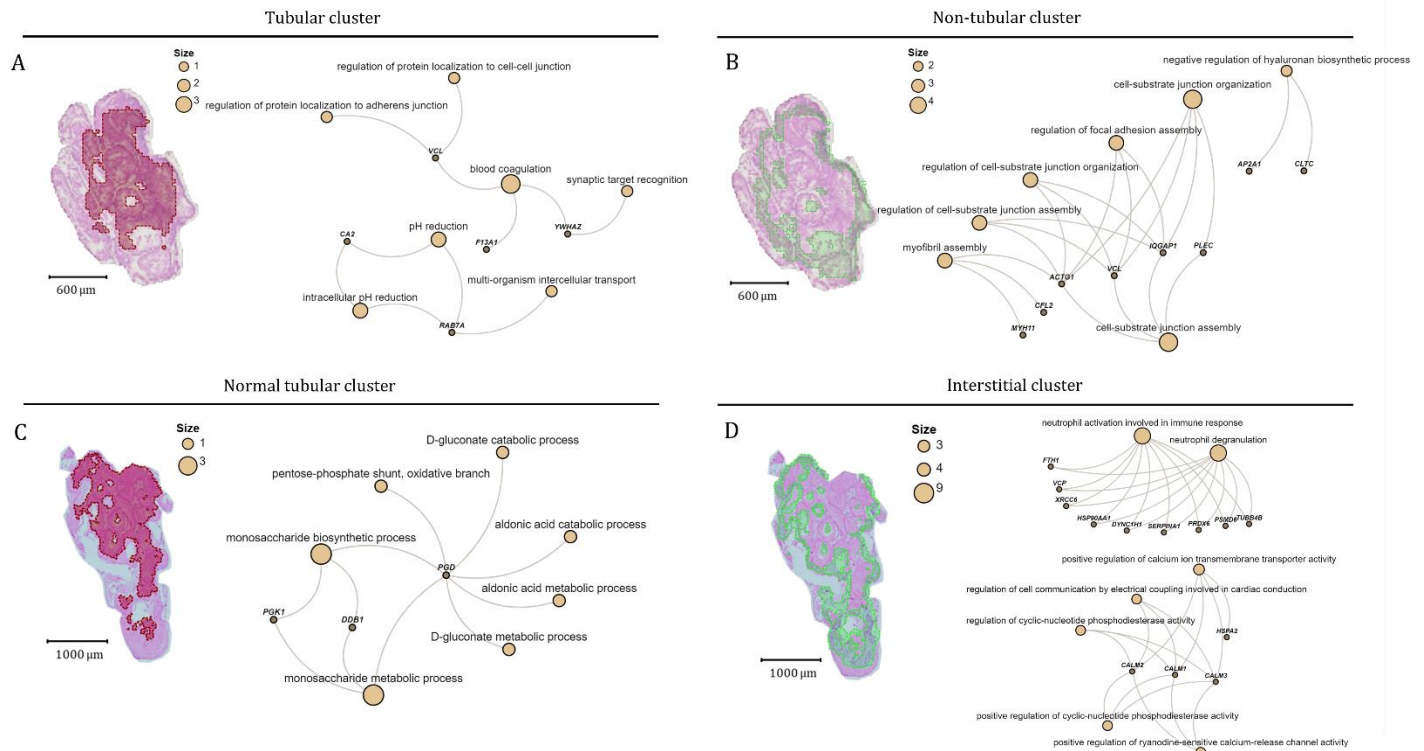 Tubular cluster
A
Size
1
2
3
regulation of protein localization to cell-cell junction
regulation of protein localization to adherens junction
VCL
blood coagulation
synaptic target recognition
YWHAZ
F13A1
CA2
pH reduction
multi-organism intercellular transport
intracellular pH reduction
RAB7A
600 µm
Non-tubular cluster
B
Size
2
3
4
negative regulation of hyaluronan biosynthetic process
cell-substrate junction organization
regulation of focal adhesion assembly
AP2A1
CLTC
regulation of cell-substrate junction organization
regulation of cell-substrate junction assembly
myofibril assembly
IQGAP1
PLEC
ACTG1
VCL
CFL2
MYH11
cell-substrate junction assembly
600 µm
Normal tubular cluster
C
Size
1
3
D-gluconate catabolic process
pentose-phosphate shunt, oxidative branch
aldonic acid catabolic process
monosaccharide biosynthetic process
PGD
aldonic acid metabolic process
PGK1
DDB1
D-gluconate metabolic process
monosaccharide metabolic process
1000 µm
Interstitial cluster
D
Size
3
4
9
neutrophil activation involved in immune response
neutrophil degranulation
FTH1
VCP
XRCC6
HSP90AA1
DYNC1H1
SERPINA1
PRDX6
PSMD6
TUBB4B
positive regulation of calcium ion transmembrane transporter activity
regulation of cell communication by electrical coupling involved in cardiac conduction
regulation of cyclic-nucleotide phosphodiesterase activity
HSPA2
CALM2
CALM1
CALM3
positive regulation of cyclic-nucleotide phosphodiesterase activity
positive regulation of ryanodine-sensitive calcium-release channel activity
1000 µm